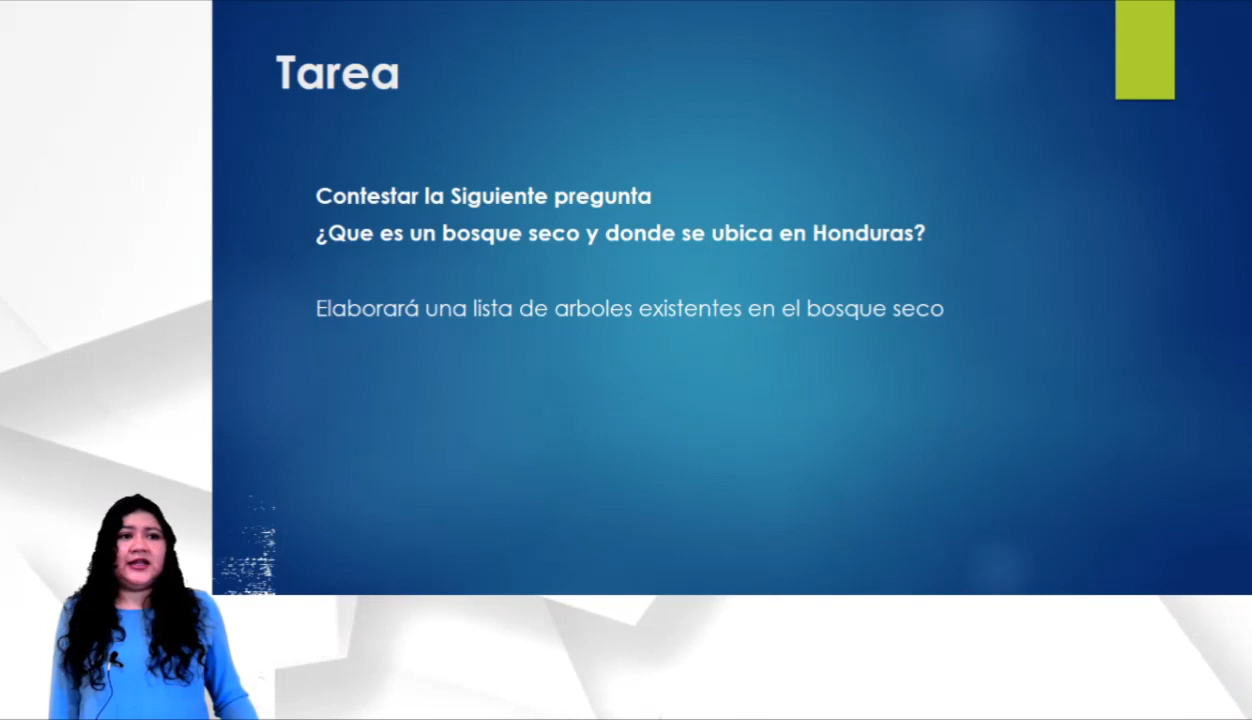 Tarea
Contestar la Siguiente pregunta
¿Que es un bosque seco y donde se ubica en Honduras?
Elaborará una lista de arboles existentes en el bosque seco